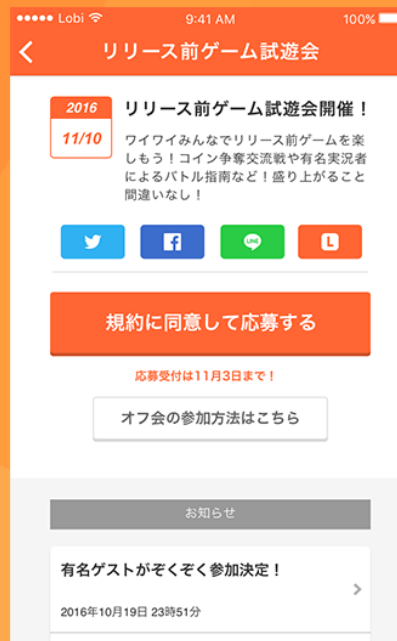 Lobi 9:41 AM 100%
リリース前ゲーム試遊会
2016
11/10
リリース前ゲーム試遊会開催！
ワイワイみんなでリリース前ゲームを楽
しもう！コイン争奪交流戦や有名実況者
によるバトル指南など！盛り上がること
間違いなし！
LINE
L
規約に同意して応募する
応募受付は11月3日まで！
オフ会の参加方法はこちら
お知らせ
有名ゲストがぞくぞく参加決定！
2016年10月19日 23時51分